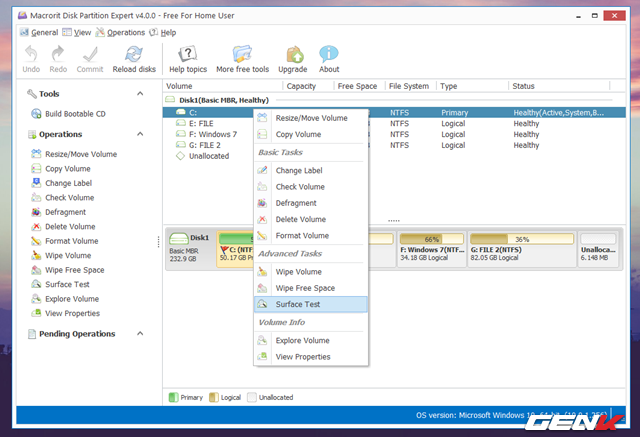 Macrorit Disk Partition Expert v4.0.0 - Free For Home User
General View Operations Help
Undo Redo Commit Reload disks Help topics More free tools Upgrade About
Tools
Build Bootable CD
Operations
Resize/Move Volume
Copy Volume
Change Label
Check Volume
Defragment
Delete Volume
Format Volume
Wipe Volume
Wipe Free Space
Surface Test
Explore Volume
View Properties
Pending Operations
Volume Capacity Free Space File System Type Status
Disk1(Basic MBR, Healthy)
C: NTFS Primary Healthy(Active,System,B...
E: FILE NTFS Logical Healthy
F: Windows 7 NTFS Logical Healthy
G: FILE 2 NTFS Logical Healthy
Unallocated
Resize/Move Volume
Copy Volume
Basic Tasks
Change Label
Check Volume
Defragment
Delete Volume
Format Volume
Advanced Tasks
Wipe Volume
Wipe Free Space
Surface Test
Volume Info
Explore Volume
View Properties
Disk1
Basic MBR
232.9 GB
C: (NTF
50.17 GB
66%
F: Windows 7(NTF...
34.18 GB Logical
36%
G: FILE 2(NTFS)
82.05 GB Logical
Unalloca...
6.148 MB
Primary Logical Unallocated
OS version: Microsoft Windows 10
GENK